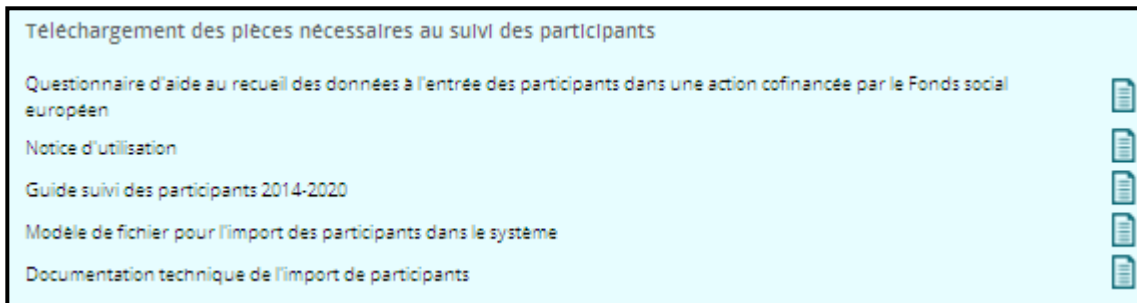 Téléchargement des pièces nécessaires au suivi des participants
Questionnaire d'aide au recueil des données à l'entrée des participants dans une action cofinancée par le Fonds social
européen
Notice d'utilisation
Guide suivi des participants 2014-2020
Modèle de fichier pour l'import des participants dans le système
Documentation technique de l'import de participants